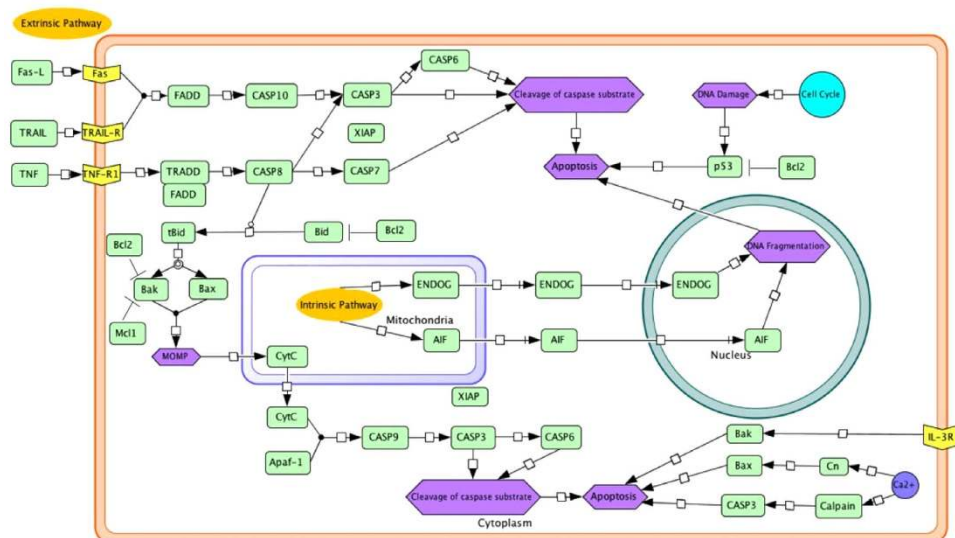 Extrinsic Pathway
Fas-L
Fas
FADD
CASP10
CASP3
CASP6
Cleavage of caspase substrate
DNA Damage
Cell Cycle
TRAIL
TRAIL-R
XIAP
TNF
TNF-R1
TRADD
FADD
CASP8
CASP7
Apoptosis
p53
Bcl2
tBid
Bid
Bcl2
Bcl2
Bak
Bax
Mcl1
MOMP
Intrinsic Pathway
Mitochondria
ENDOG
ENDOG
ENDOG
DNA Fragmentation
AIF
AIF
AIF
Nucleus
CytC
XIAP
CytC
Apaf-1
CASP9
CASP3
CASP6
Cleavage of caspase substrate
Cytoplasm
Apoptosis
Bak
IL-3R
Bax
Cn
Ca2+
CASP3
Calpain